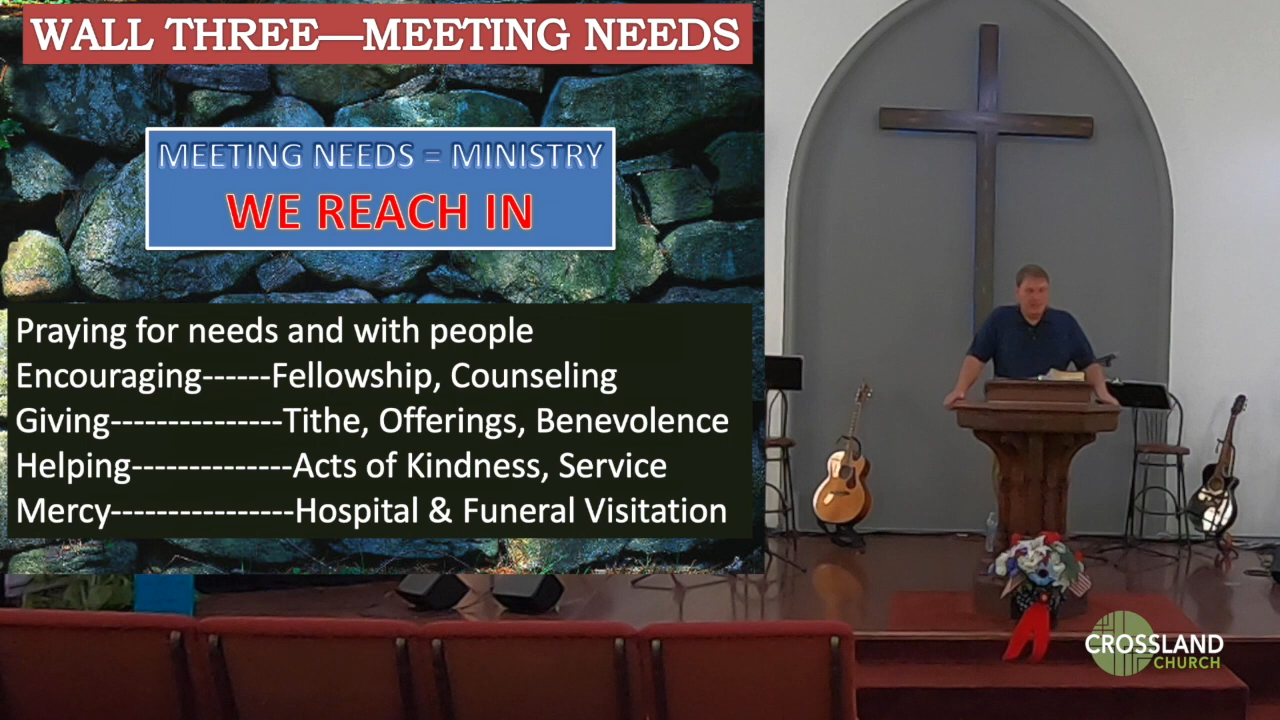 WALL THREE—MEETING NEEDS
MEETING NEEDS = MINISTRY
WE REACH IN
Praying for needs and with people
Encouraging------Fellowship, Counseling
Giving---------------Tithe, Offerings, Benevolence
Helping--------------Acts of Kindness, Service
Mercy----------------Hospital & Funeral Visitation
CROSSLAND
CHURCH